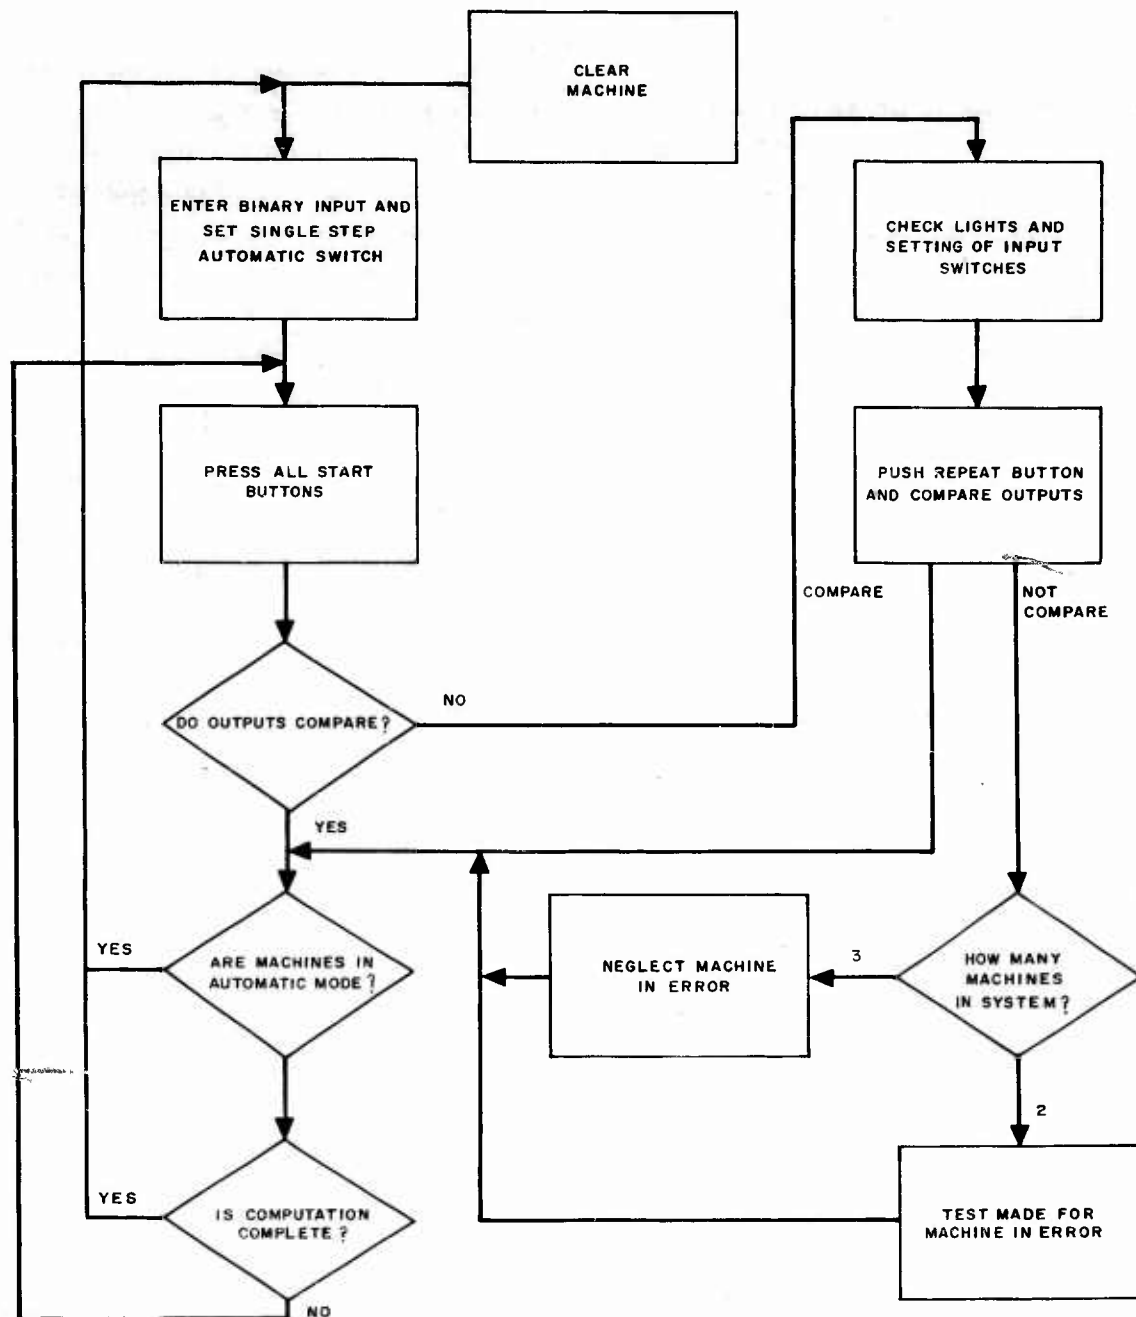 CLEAR
MACHINE
ENTER BINARY INPUT AND
SET SINGLE STEP
AUTOMATIC SWITCH
CHECK LIGHTS AND
SETTING OF INPUT
SWITCHES
PRESS ALL START
BUTTONS
PUSH REPEAT BUTTON
AND COMPARE OUTPUTS
COMPARE
NOT
COMPARE
DO OUTPUTS COMPARE?
NO
YES
ARE MACHINES IN
AUTOMATIC MODE?
YES
NEGLECT MACHINE
IN ERROR
3
HOW MANY
MACHINES
IN SYSTEM?
2
IS COMPUTATION
COMPLETE?
YES
NO
TEST MADE FOR
MACHINE IN ERROR